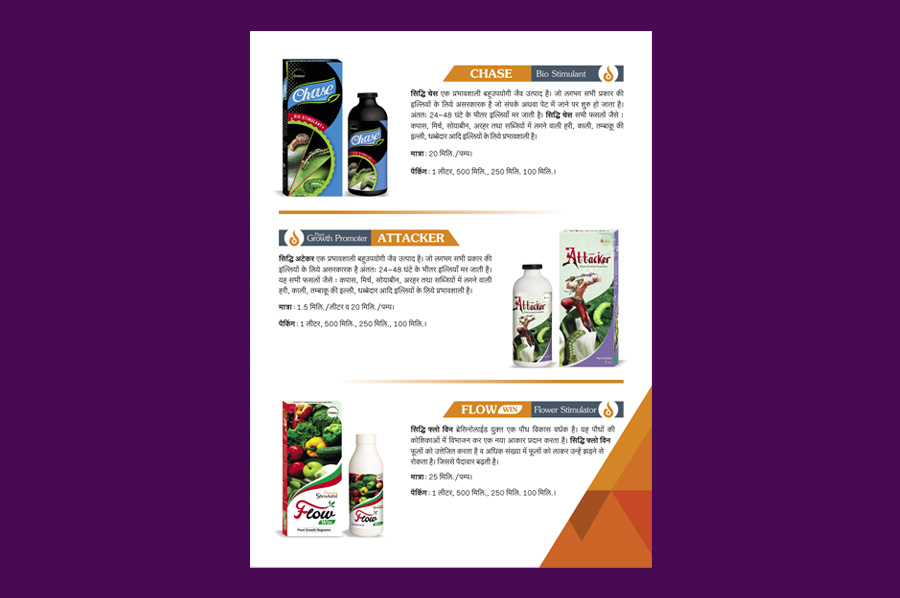 CHASE Bio Stimulant
सिद्धि चेस एक प्रभावशाली बहुउपयोगी जैव उत्पाद है। जो लगभग सभी प्रकार की
इल्लियों के लिये असरकारक है जो संपर्क अथवा पेट में जाने पर शुरु हो जाता है।
अंततः 24-48 घंटे के भीतर इल्लियाँ मर जाती है। सिद्धि चेस सभी फसलों जैसे :
कपास, मिर्च, सोयाबीन, अरहर तथा सब्जियों में लगने वाली हरी, काली, तम्बाकू की
इल्ली, धब्बेदार आदि इल्लियों के लिये प्रभावशाली है।
मात्रा : 20 मिलि./पम्प।
पैकिंग : 1 लीटर, 500 मिलि., 250 मिलि. 100 मिलि.।
Chase
BIO STIMULANT
Chase
Plant Growth Promoter ATTACKER
सिद्धि अटेकर एक प्रभावशाली बहुउपयोगी जैव उत्पाद है। जो लगभग सभी प्रकार की
इल्लियों के लिये असरकारक है अंततः 24-48 घंटे के भीतर इल्लियाँ मर जाती है।
यह सभी फसलों जैसे : कपास, मिर्च, सोयाबीन, अरहर तथा सब्जियों में लगने वाली
हरी, काली, तम्बाकू की इल्ली, धब्बेदार आदि इल्लियों के लिये प्रभावशाली है।
मात्रा : 1.5 मिलि./लीटर व 20 मिलि./पम्प।
पैकिंग : 1 लीटर, 500 मिलि., 250 मिलि., 100 मिलि.।
Attacker
Attacker
FLOW WIN Flower Stimulator
सिद्धि फ्लो विन ब्रेसिनोलाईड युक्त एक पौध विकास वर्धक है। यह पौधों की
कोशिकाओं में विभाजन कर एक नया आकार प्रदान करता है। सिद्धि फ्लो विन
फूलों को उत्तेजित करता है व अधिक संख्या में फूलों को लाकर उन्हें झड़ने से
रोकता है। जिससे पैदावार बढ़ती है।
मात्रा : 25 मिलि./पम्प।
पैकिंग : 1 लीटर, 500 मिलि., 250 मिलि. 100 मिलि.।
Flow
Win
Plant Growth Regulator
Flow